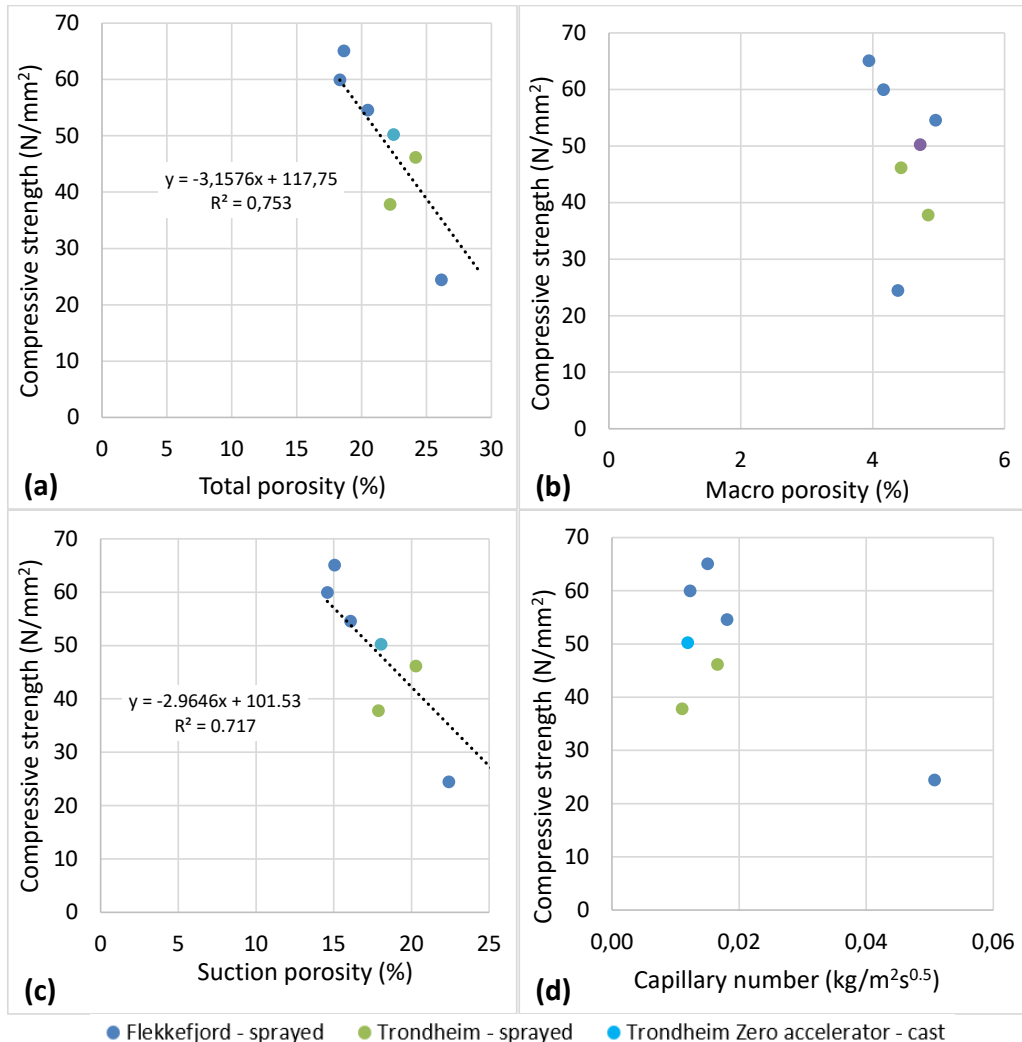 70
60
50
40
30
20
10
0
Compressive strength (N/mm²)
y = -3,1576x + 117,75
R² = 0,753
0 5 10 15 20 25 30
(a) Total porosity (%)
70
60
50
40
30
20
10
0
Compressive strength (N/mm²)
0 2 4 6
(b) Macro porosity (%)
70
60
50
40
30
20
10
0
Compressive strength (N/mm²)
y = -2.9646x + 101.53
R² = 0.717
0 5 10 15 20 25
(c) Suction porosity (%)
70
60
50
40
30
20
10
0
Compressive strength (N/mm²)
0,00 0,02 0,04 0,06
(d) Capillary number (kg/m²s⁰·⁵)
Flekkefjord - sprayed Trondheim - sprayed Trondheim Zero accelerator - cast